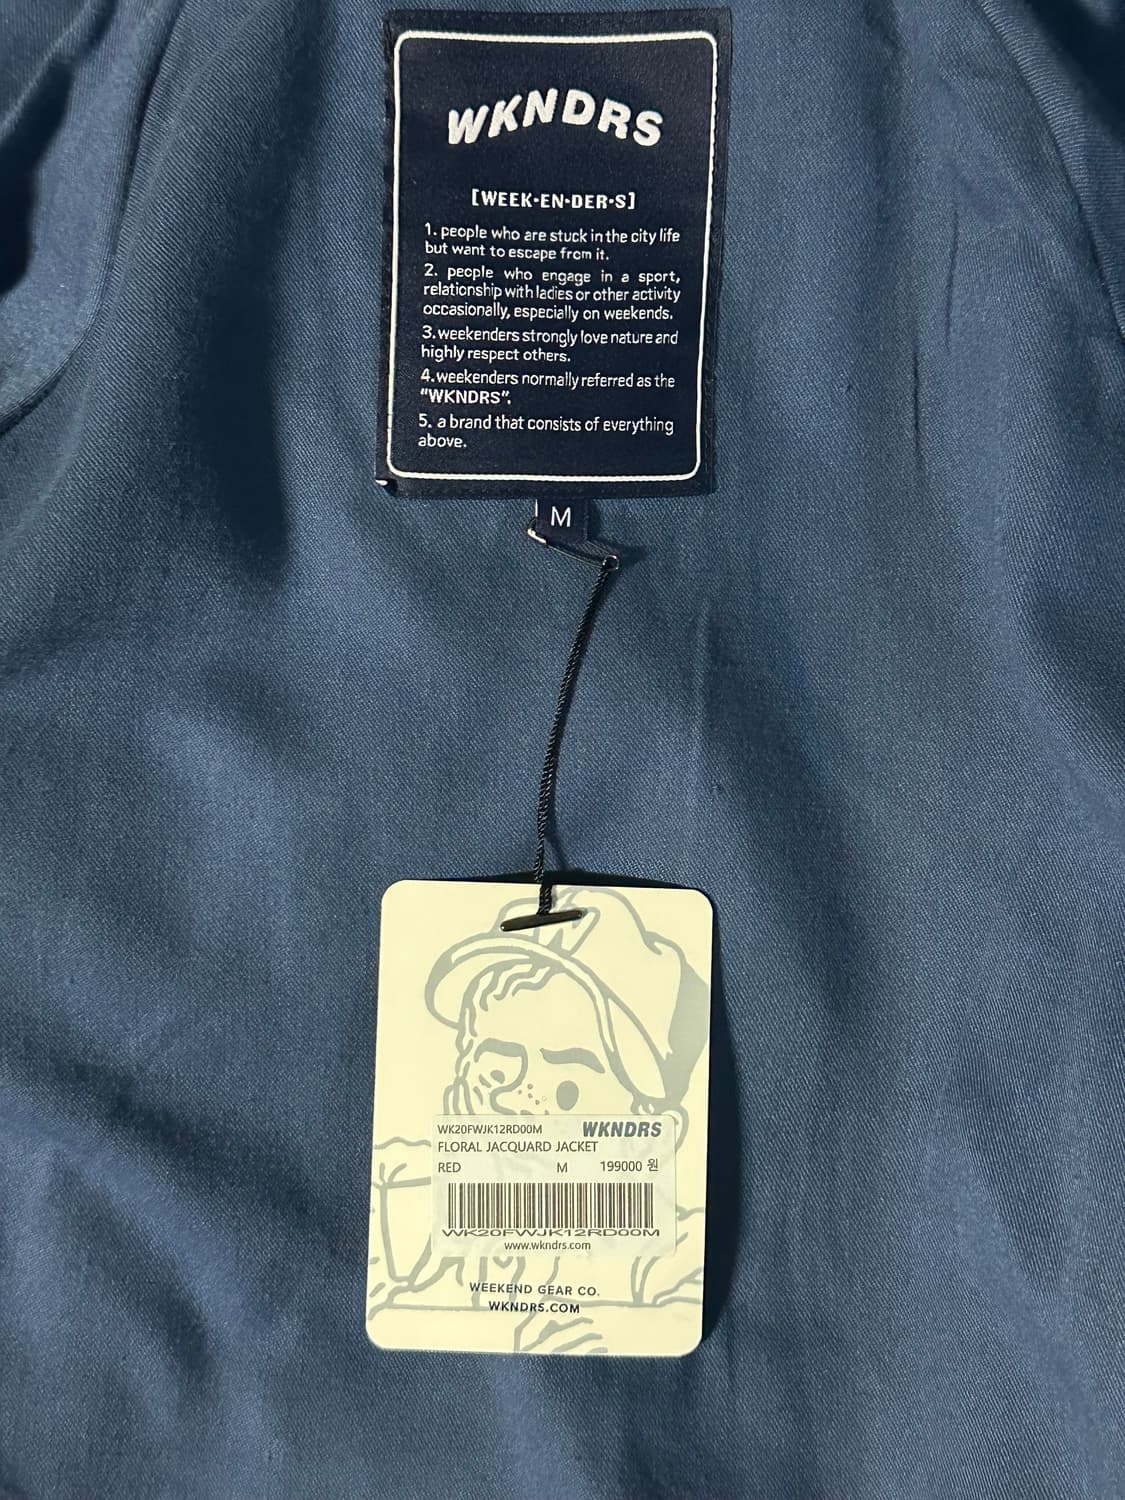 WKNDRS
[WEEK•EN•DER•S]
1. people who are stuck in the city life
but want to escape from it.
2. people who engage in a sport,
relationship with ladies or other activity
occasionally, especially on weekends.
3. weekenders strongly love nature and
highly respect others.
4. weekenders normally referred as the
"WKNDRS".
5. a brand that consists of everything
above.
M
WK20FWJK12RD00M WKNDRS
FLORAL JACQUARD JACKET
RED M 199000 원
WK20FWJK12RD00M
www.wkndrs.com
WEEKEND GEAR CO.
WKNDRS.COM